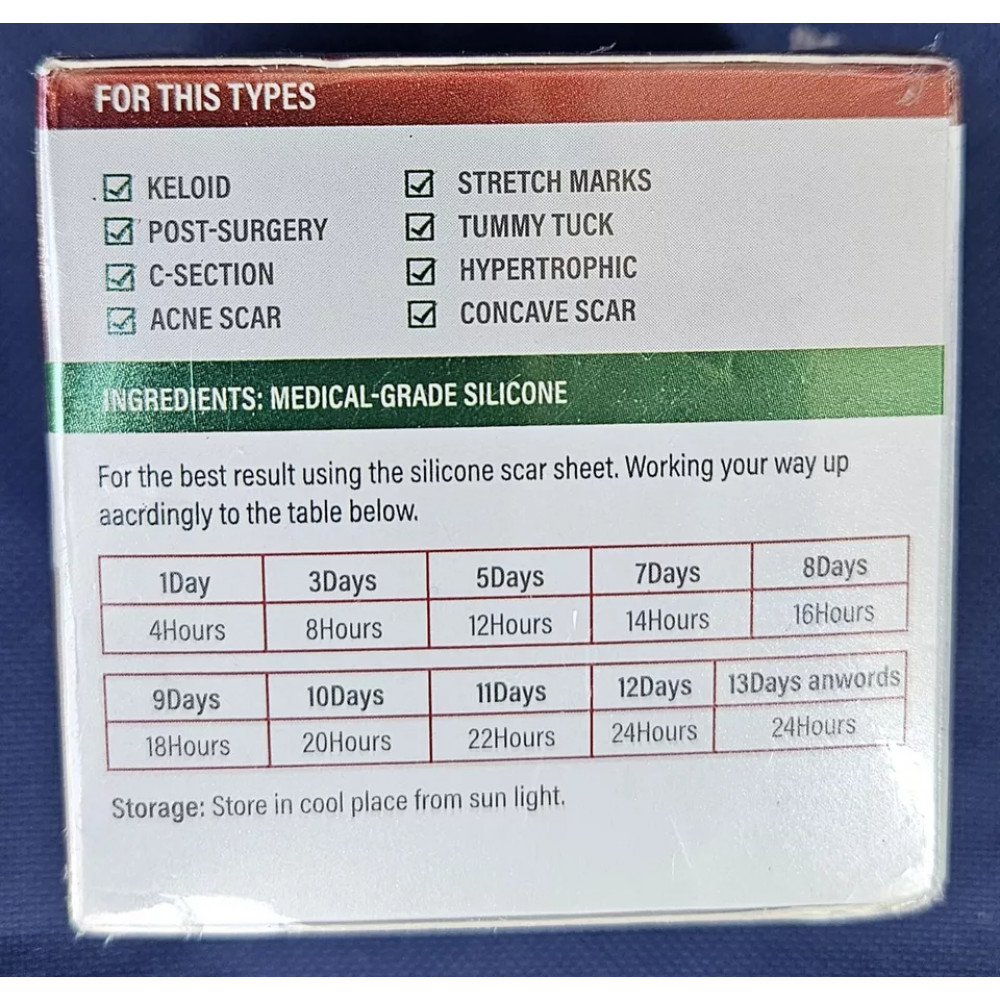 FOR THIS TYPES
KELOID
POST-SURGERY
C-SECTION
ACNE SCAR
STRETCH MARKS
TUMMY TUCK
HYPERTROPHIC
CONCAVE SCAR
INGREDIENTS: MEDICAL-GRADE SILICONE
For the best result using the silicone scar sheet. Working your way up
aacrdingly to the table below.
1Day 3Days 5Days 7Days 8Days
4Hours 8Hours 12Hours 14Hours 16Hours
9Days 10Days 11Days 12Days 13Days anwords
18Hours 20Hours 22Hours 24Hours 24Hours
Storage: Store in cool place from sun light.